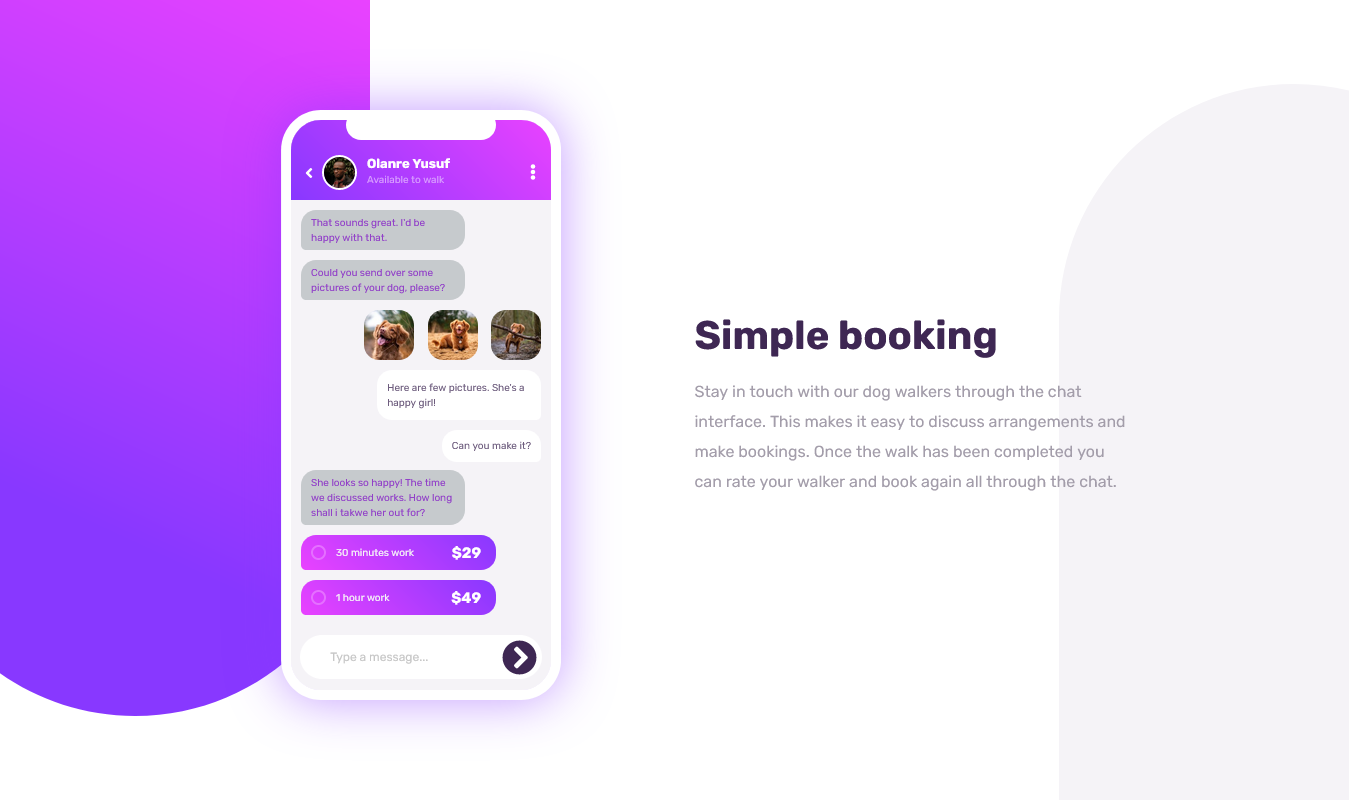 Olanre Yusuf
Available to walk
That sounds great. I'd be
happy with that.
Could you send over some
pictures of your dog, please?
Here are few pictures. She's a
happy girl!
Can you make it?
She looks so happy! The time
we discussed works. How long
shall i takwe her out for?
30 minutes work $29
1 hour work $49
Type a message...
Simple booking
Stay in touch with our dog walkers through the chat
interface. This makes it easy to discuss arrangements and
make bookings. Once the walk has been completed you
can rate your walker and book again all through the chat.